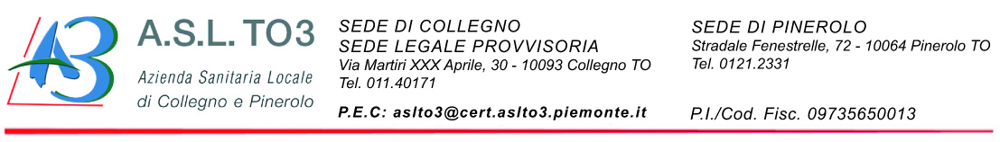 A.S.L. TO3
Azienda Sanitaria Locale
di Collegno e Pinerolo
SEDE DI COLLEGNO
SEDE LEGALE PROVVISORIA
Via Martiri XXX Aprile, 30 - 10093 Collegno TO
Tel. 011.40171
P.E.C: aslto3@cert.aslto3.piemonte.it
SEDE DI PINEROLO
Stradale Fenestrelle, 72 - 10064 Pinerolo TO
Tel. 0121.2331
P.I./Cod. Fisc. 09735650013